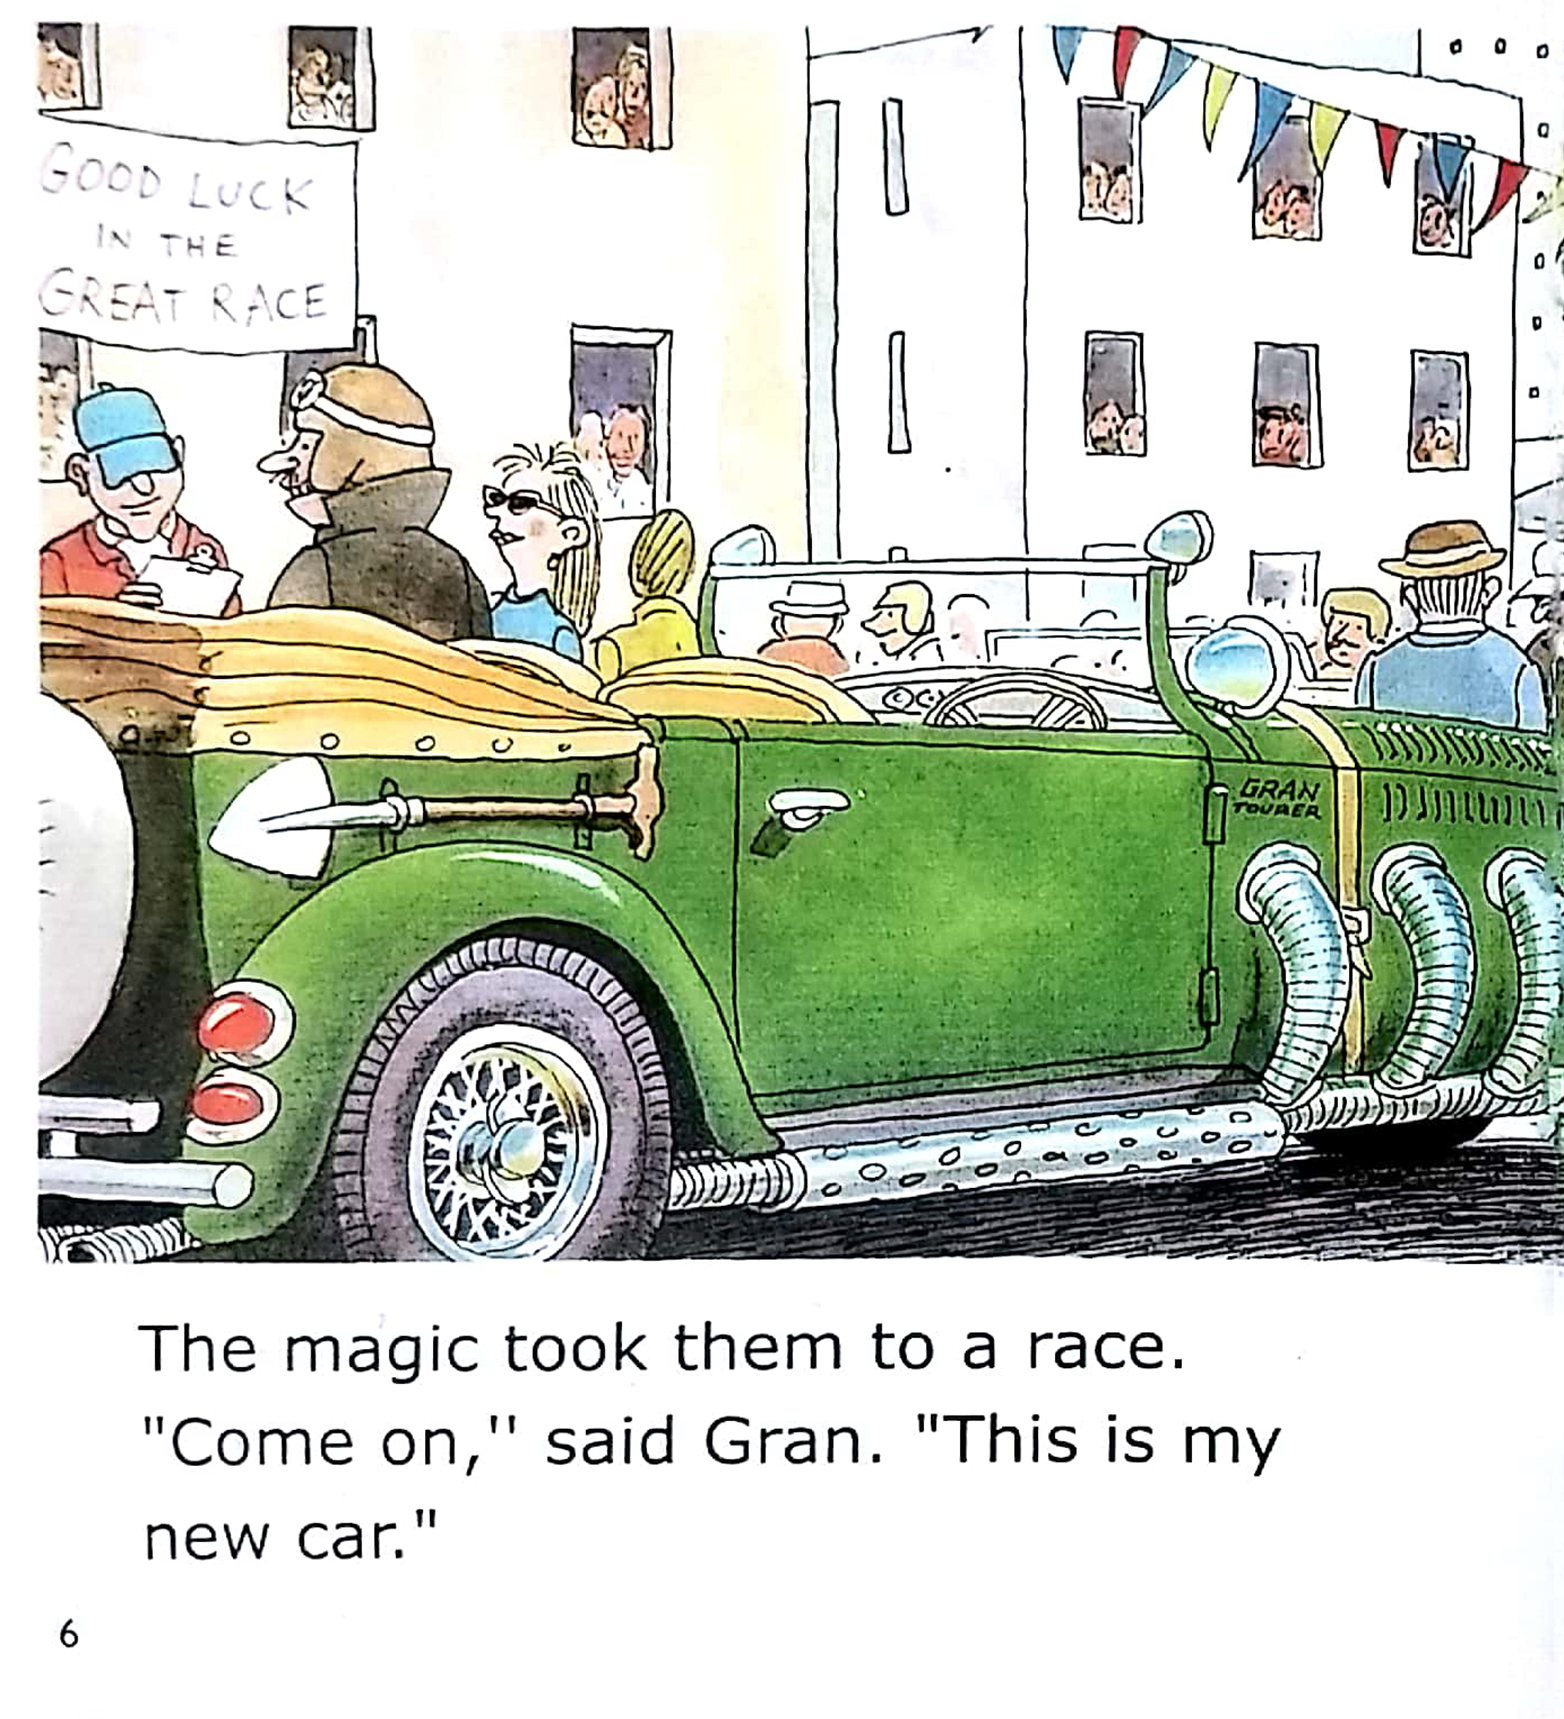 GOOD LUCK
IN THE
GREAT RACE
GRAN
TOURER
The magic took them to a race.
"Come on," said Gran. "This is my
new car."
6